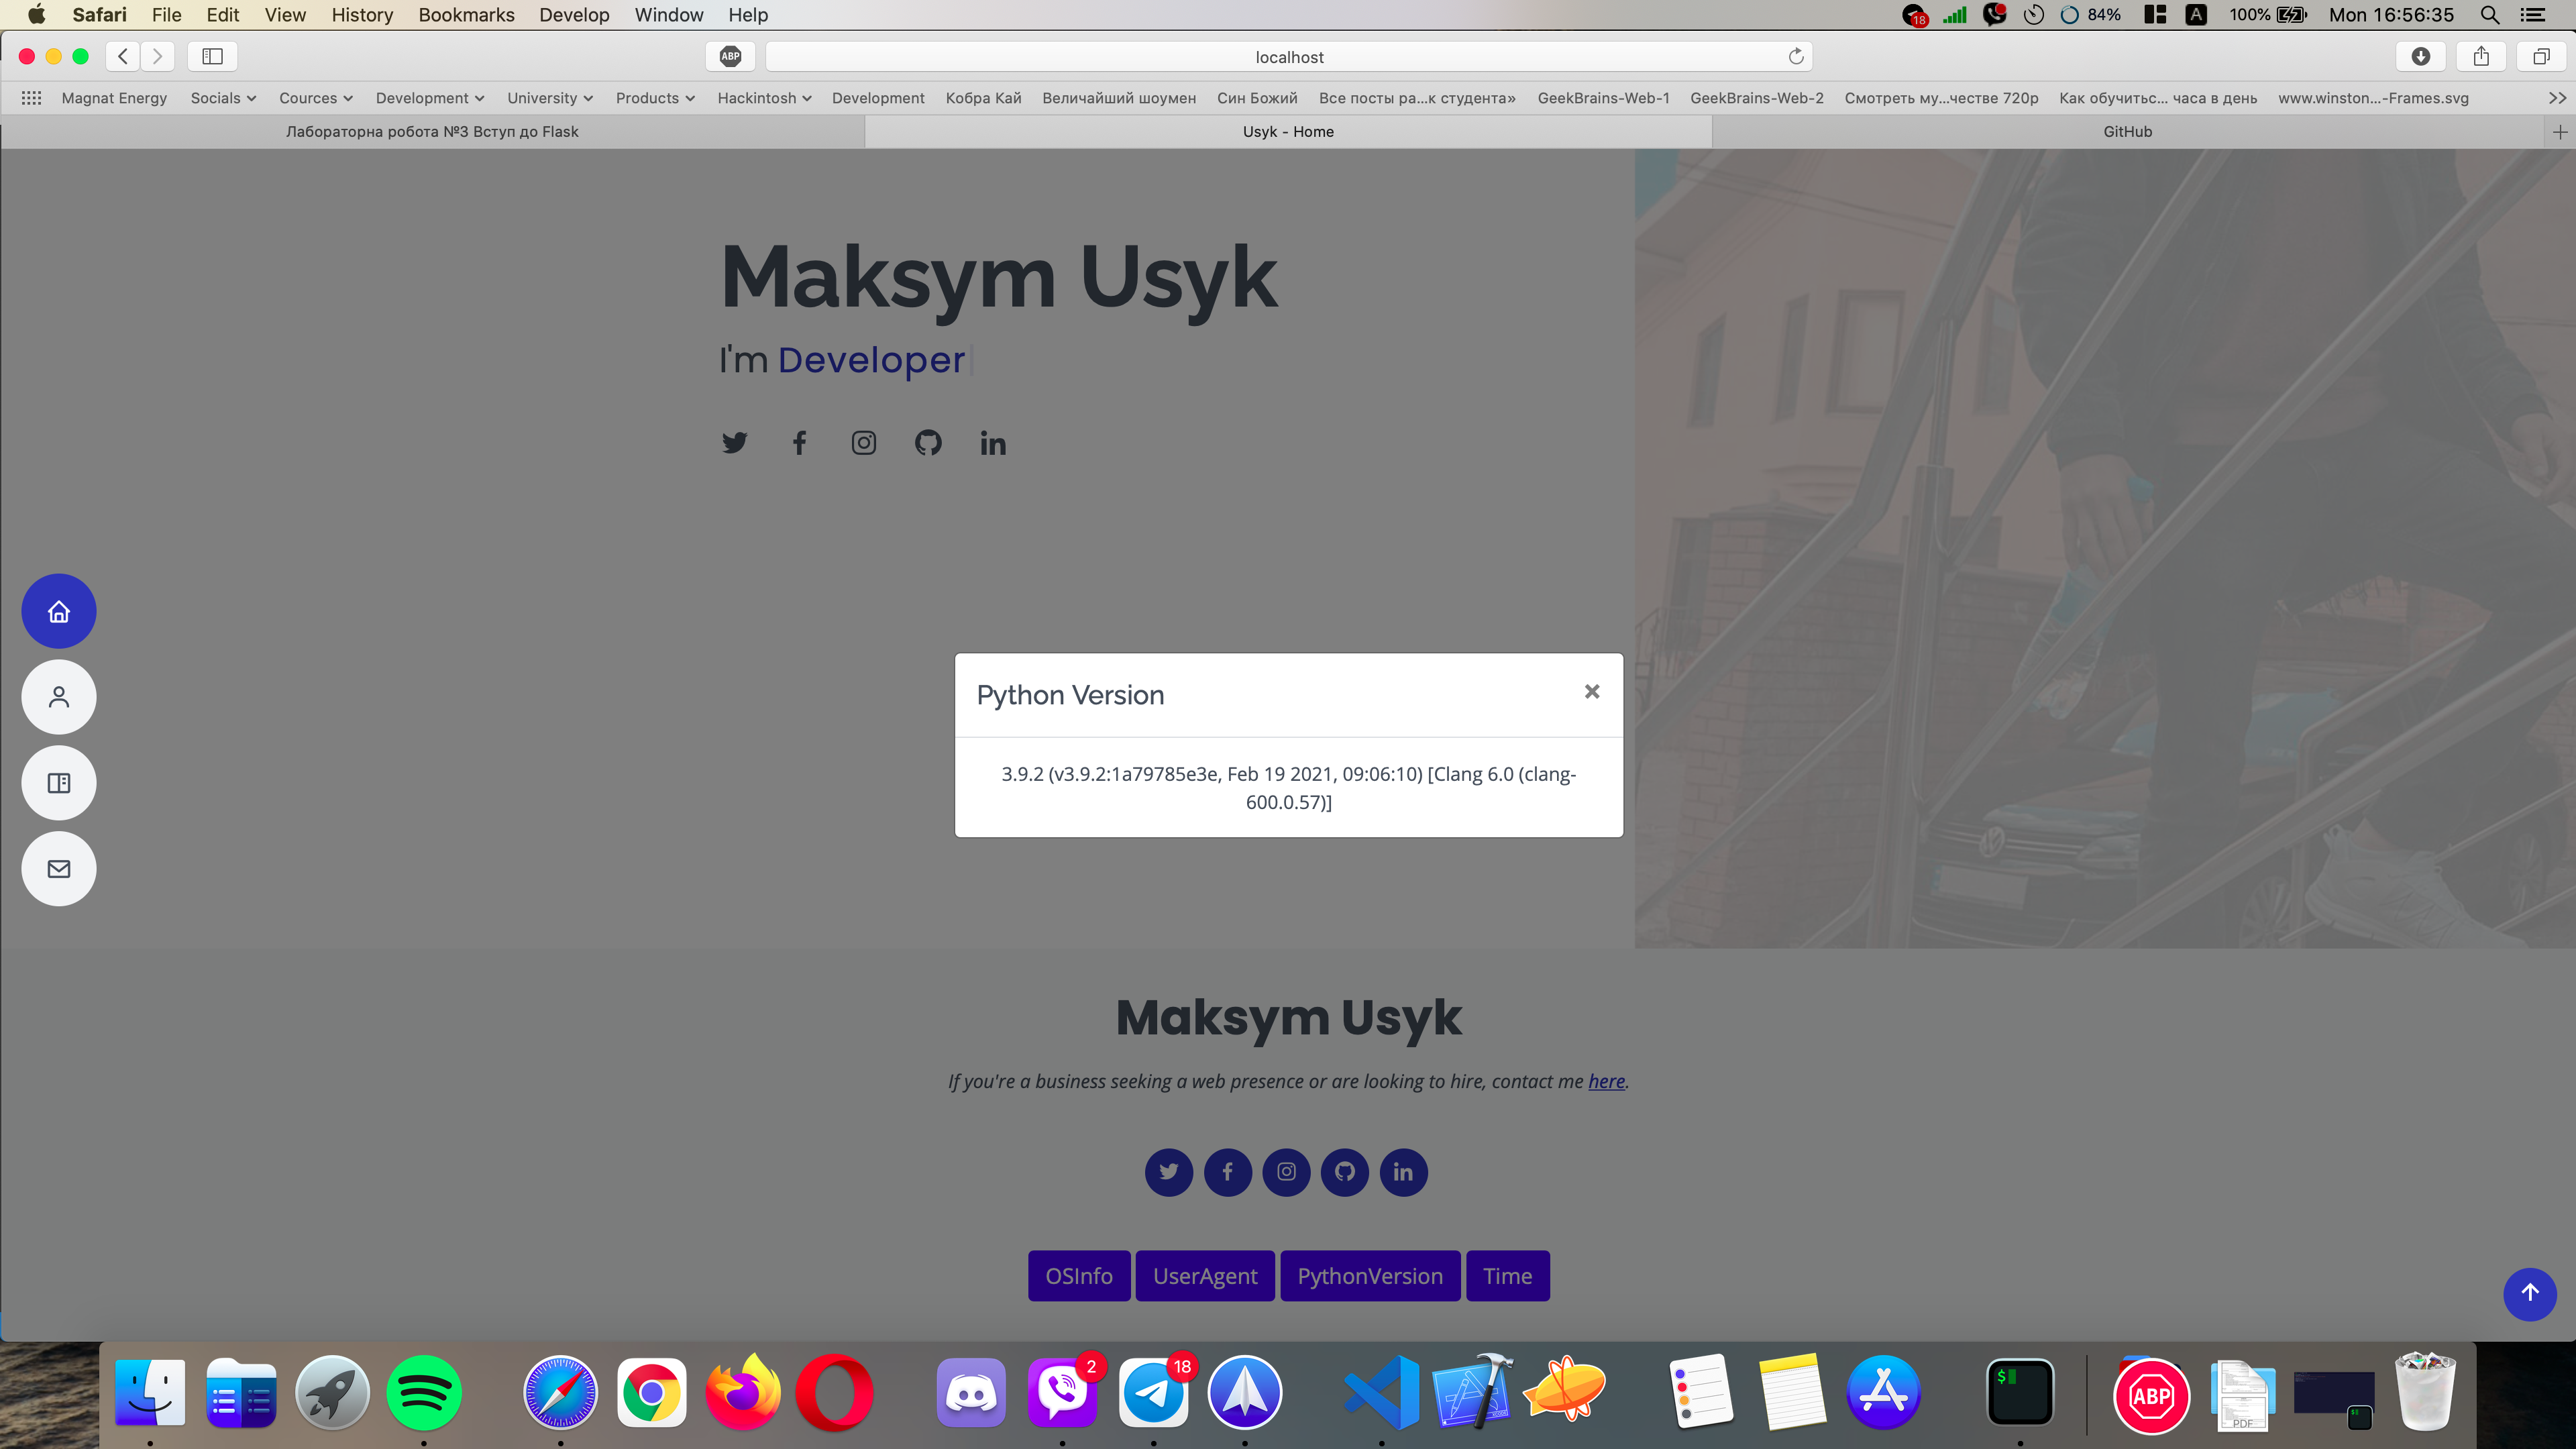 Safari File Edit View History Bookmarks Develop Window Help 18 84% A 100% Mon 16:56:35
ABP localhost
Magnat Energy Socials Cources Development University Products Hackintosh Development Кобра Кай Величайший шоумен Син Божий Все посты ра...к студента» GeekBrains-Web-1 GeekBrains-Web-2 Смотреть му...честве 720p Как обучитьс... часа в день www.winston...-Frames.svg
Лабораторна робота №3 Вступ до Flask Usyk - Home GitHub
Maksym Usyk
I'm Developer
Python Version
3.9.2 (v3.9.2:1a79785e3e, Feb 19 2021, 09:06:10) [Clang 6.0 (clang-
600.0.57)]
Maksym Usyk
If you're a business seeking a web presence or are looking to hire, contact me here.
OSInfo UserAgent PythonVersion Time
2 18 $ ABP PDF